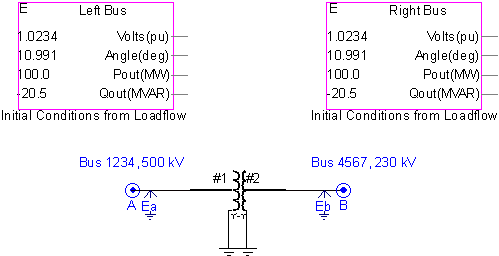 E Left Bus
1.0234 Volts(pu)
10.991 Angle(deg)
100.0 Pout(MW)
-20.5 Qout(MVAR)
Initial Conditions from Loadflow
E Right Bus
1.0234 Volts(pu)
10.991 Angle(deg)
100.0 Pout(MW)
-20.5 Qout(MVAR)
Initial Conditions from Loadflow
Bus 1234,500 kV
Bus 4567,230 kV
#1 #2
A Ea Eb B
Y-Y